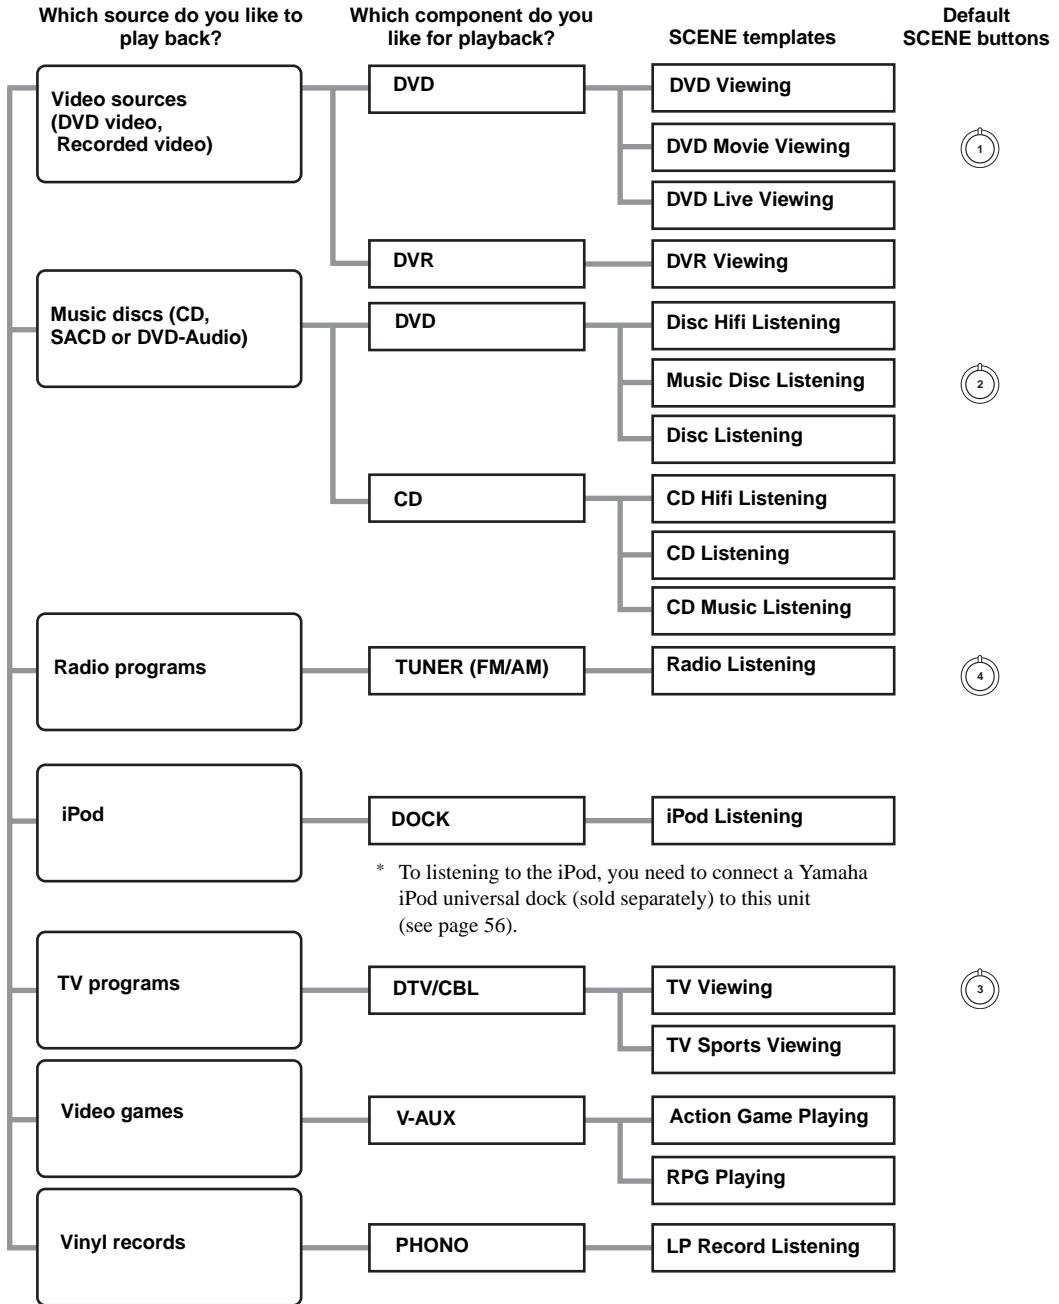 Which source do you like to
play back?
Which component do you
like for playback?
SCENE templates
Default
SCENE buttons
Video sources
(DVD video,
Recorded video)
DVD
DVD Viewing
DVD Movie Viewing
1
DVD Live Viewing
DVR
DVR Viewing
Music discs (CD,
SACD or DVD-Audio)
DVD
Disc Hifi Listening
Music Disc Listening
2
Disc Listening
CD
CD Hifi Listening
CD Listening
CD Music Listening
Radio programs
TUNER (FM/AM)
Radio Listening
4
iPod
DOCK
iPod Listening
* To listening to the iPod, you need to connect a Yamaha
iPod universal dock (sold separately) to this unit
(see page 56).
TV programs
DTV/CBL
TV Viewing
3
TV Sports Viewing
Video games
V-AUX
Action Game Playing
RPG Playing
Vinyl records
PHONO
LP Record Listening